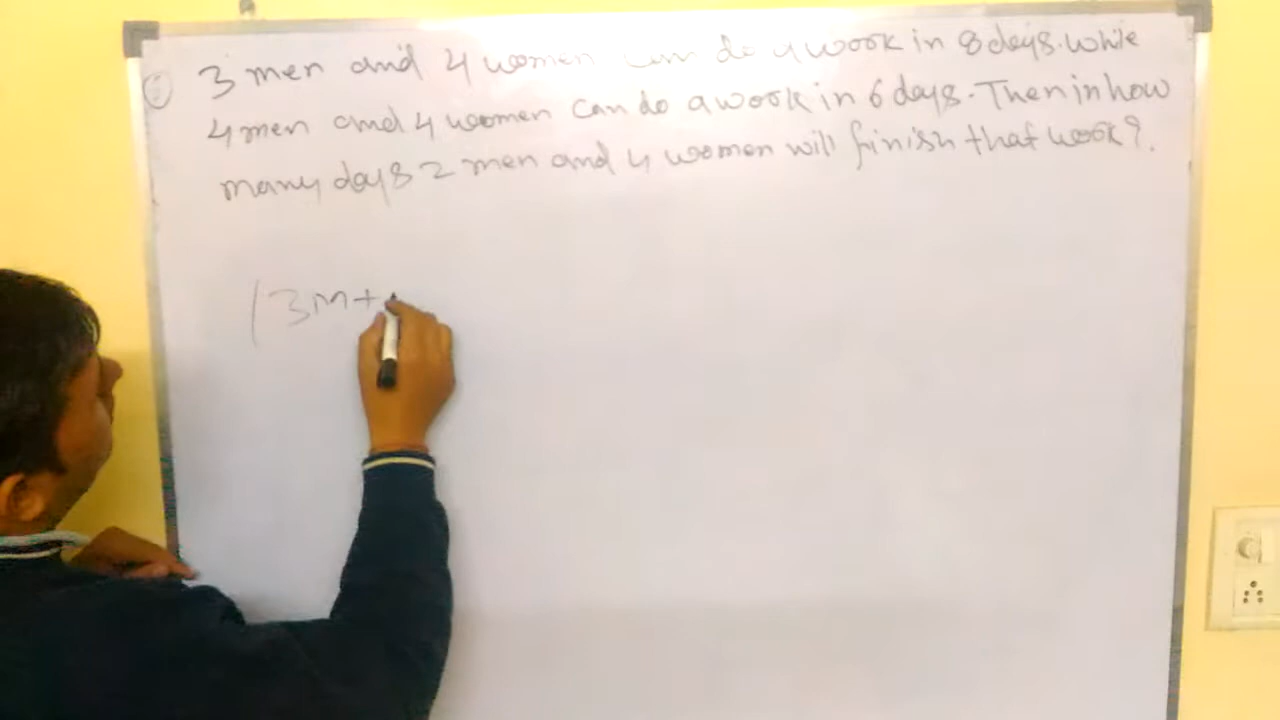 ① 3 men and 4 women can do a work in 8 days. While
4 men and 4 women can do a work in 6 days. Then in how
many days 2 men and 4 women will finish that work?
(3m+